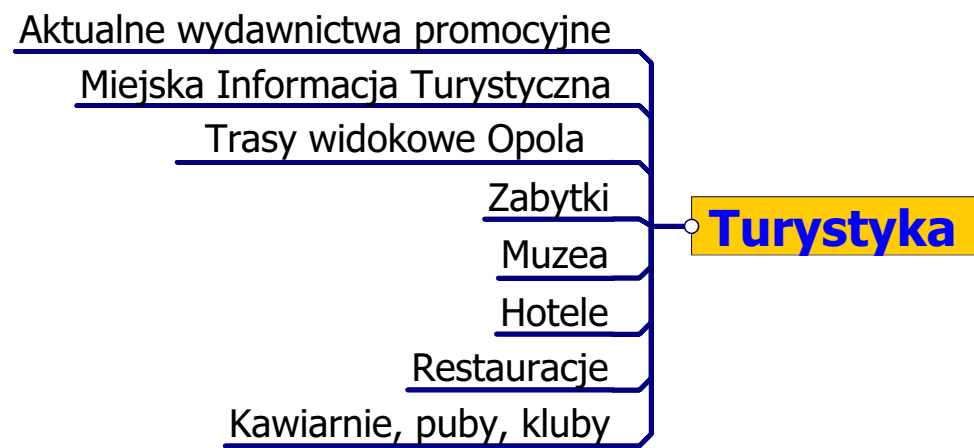 Aktualne wydawnictwa promocyjne
Miejska Informacja Turystyczna
Trasy widokowe Opola
Zabytki
Muzea
Hotele
Restauracje
Kawiarnie, puby, kluby
Turystyka